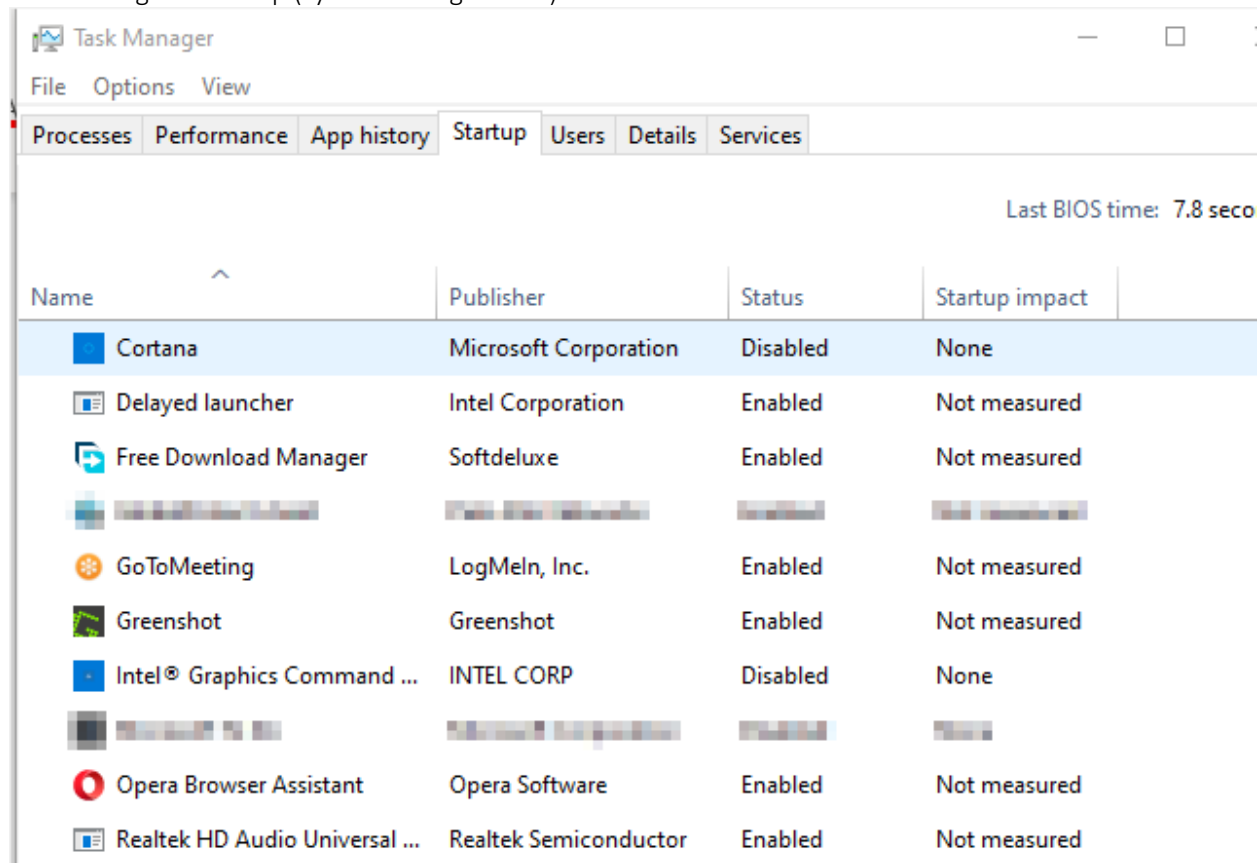 Task Manager
File Options View
Processes Performance App history Startup Users Details Services
Last BIOS time: 7.8 seco
Name Publisher Status Startup impact
Cortana Microsoft Corporation Disabled None
Delayed launcher Intel Corporation Enabled Not measured
Free Download Manager Softdeluxe Enabled Not measured
GoToMeeting LogMeIn, Inc. Enabled Not measured
Greenshot Greenshot Enabled Not measured
Intel® Graphics Command ... INTEL CORP Disabled None
Opera Browser Assistant Opera Software Enabled Not measured
Realtek HD Audio Universal ... Realtek Semiconductor Enabled Not measured